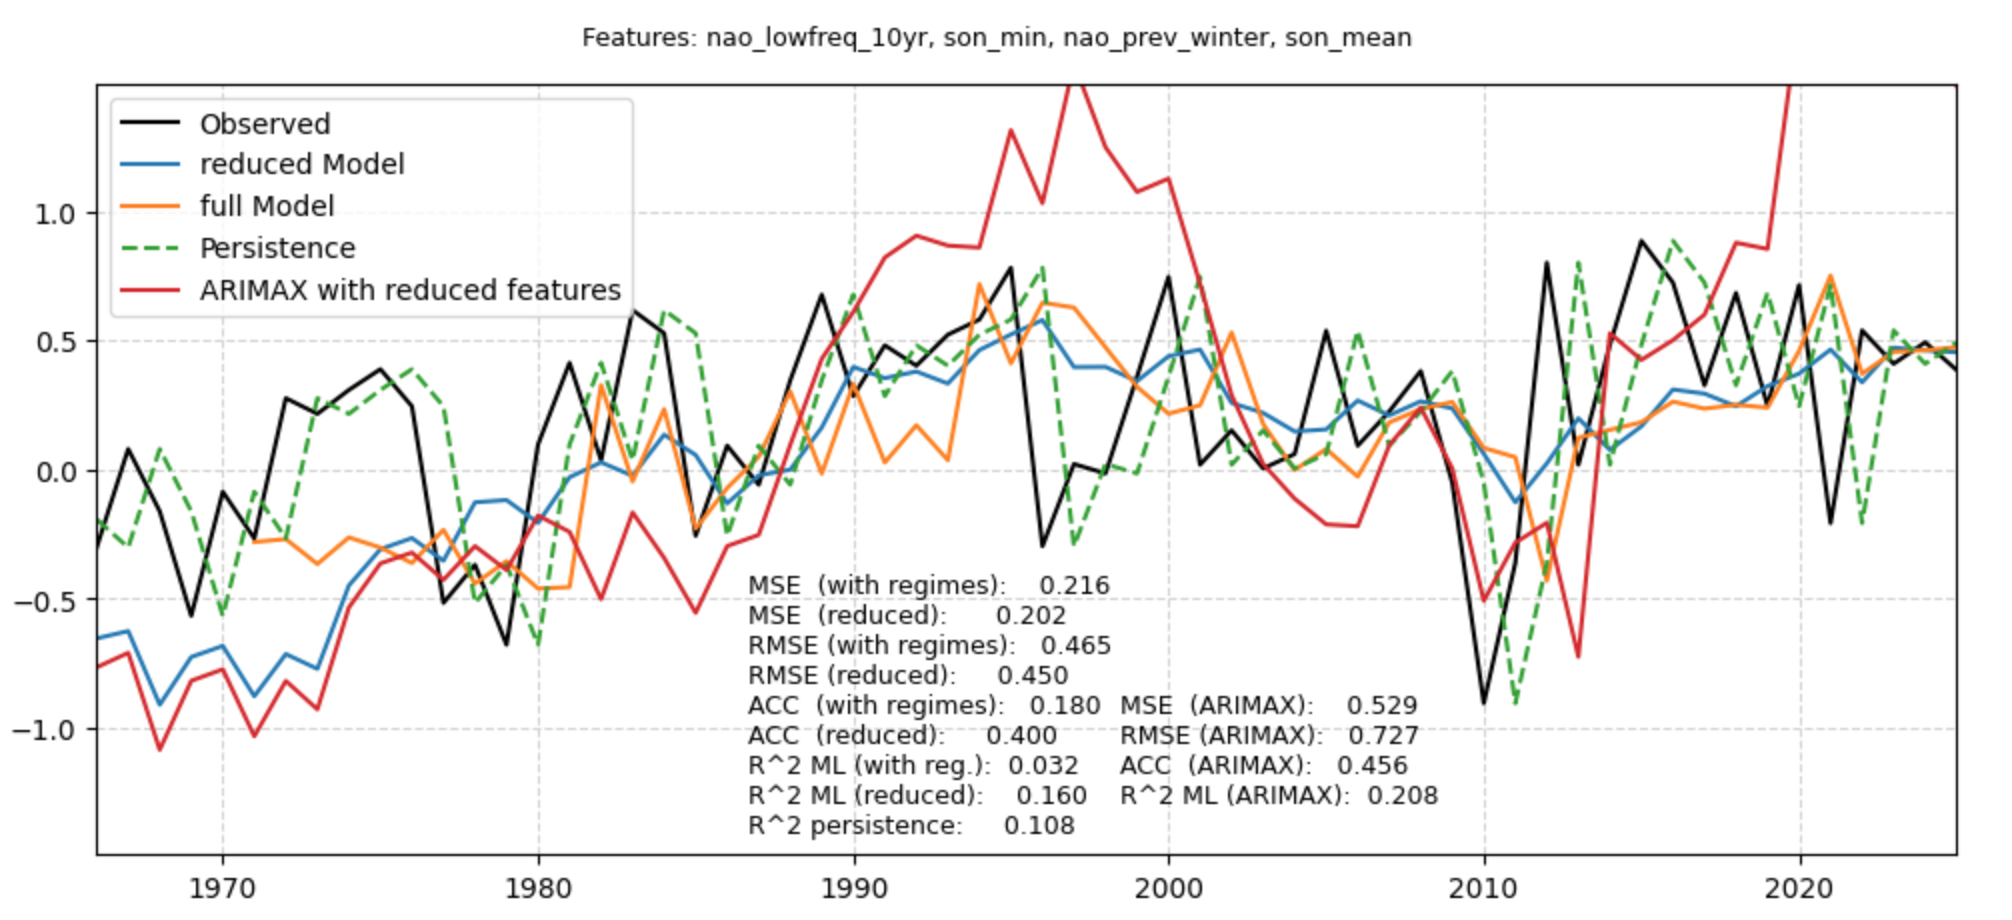 Features: nao_lowfreq_10yr, son_min, nao_prev_winter, son_mean
Observed
reduced Model
full Model
Persistence
ARIMAX with reduced features
1.0
0.5
0.0
−0.5
−1.0
MSE (with regimes): 0.216
MSE (reduced): 0.202
RMSE (with regimes): 0.465
RMSE (reduced): 0.450
ACC (with regimes): 0.180 MSE (ARIMAX): 0.529
ACC (reduced): 0.400 RMSE (ARIMAX): 0.727
R^2 ML (with reg.): 0.032 ACC (ARIMAX): 0.456
R^2 ML (reduced): 0.160 R^2 ML (ARIMAX): 0.208
R^2 persistence: 0.108
1970 1980 1990 2000 2010 2020